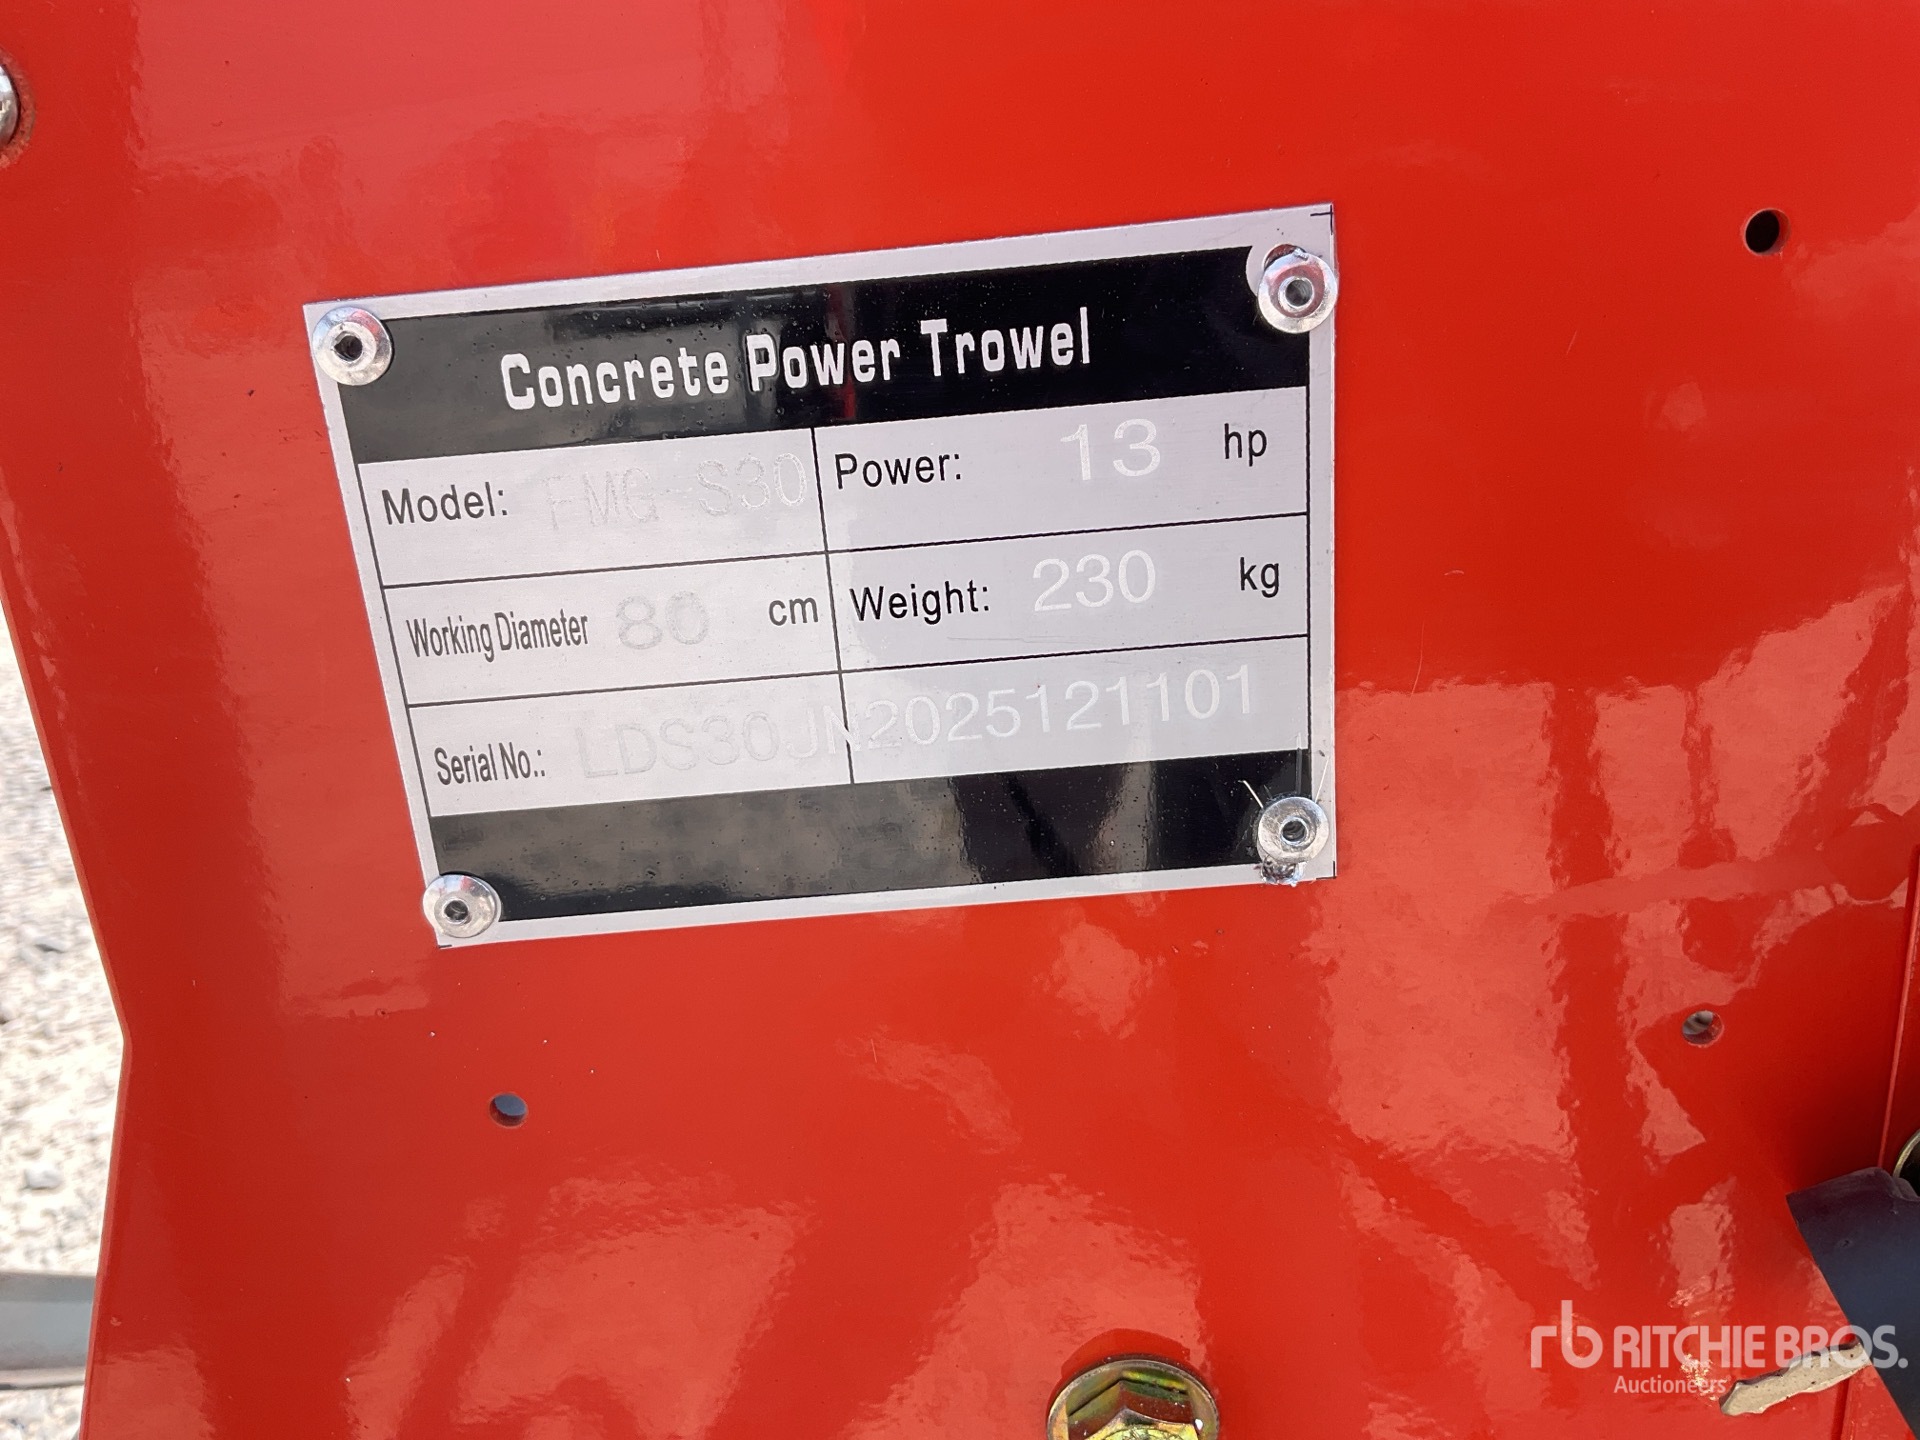 Concrete Power Trowel
Model: FMG-S30 Power: 13 hp
Working Diameter 80 cm Weight: 230 kg
Serial No.: LDS30JN2025121101
rb RITCHIE BROS.
Auctioneers